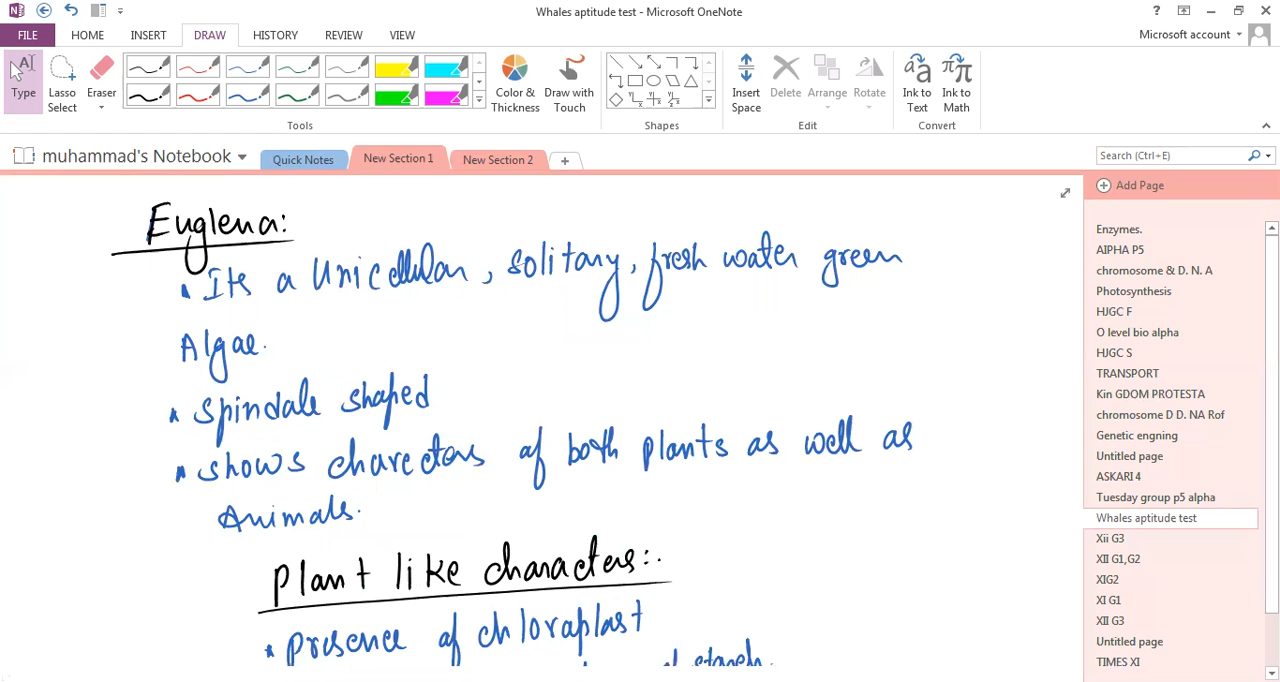 Whales aptitude test - Microsoft OneNote
FILE HOME INSERT DRAW HISTORY REVIEW VIEW
Microsoft account
Type
Lasso Select
Eraser
Color & Thickness
Draw with Touch
Insert Space
Delete
Arrange
Rotate
Ink to Text
Ink to Math
Tools
Shapes
Edit
Convert
muhammad's Notebook
Quick Notes
New Section 1
New Section 2
Search (Ctrl+E)
Euglena:
Its a Unicellular, solitary, fresh water green
Algae.
Spindale shaped
shows charectors of both plants as well as
Animals.
Plant like characters:.
Presence of chloraplast
of starch.
Add Page
Enzymes.
AlPHA P5
chromosome & D. N. A
Photosynthesis
HJGC F
O level bio alpha
HJGC S
TRANSPORT
Kin GDOM PROTESTA
chromosome D D. NA Rof
Genetic engning
Untitled page
ASKARI 4
Tuesday group p5 alpha
Whales aptitude test
Xii G3
XII G1,G2
XIG2
XI G1
XII G3
Untitled page
TIMES XI